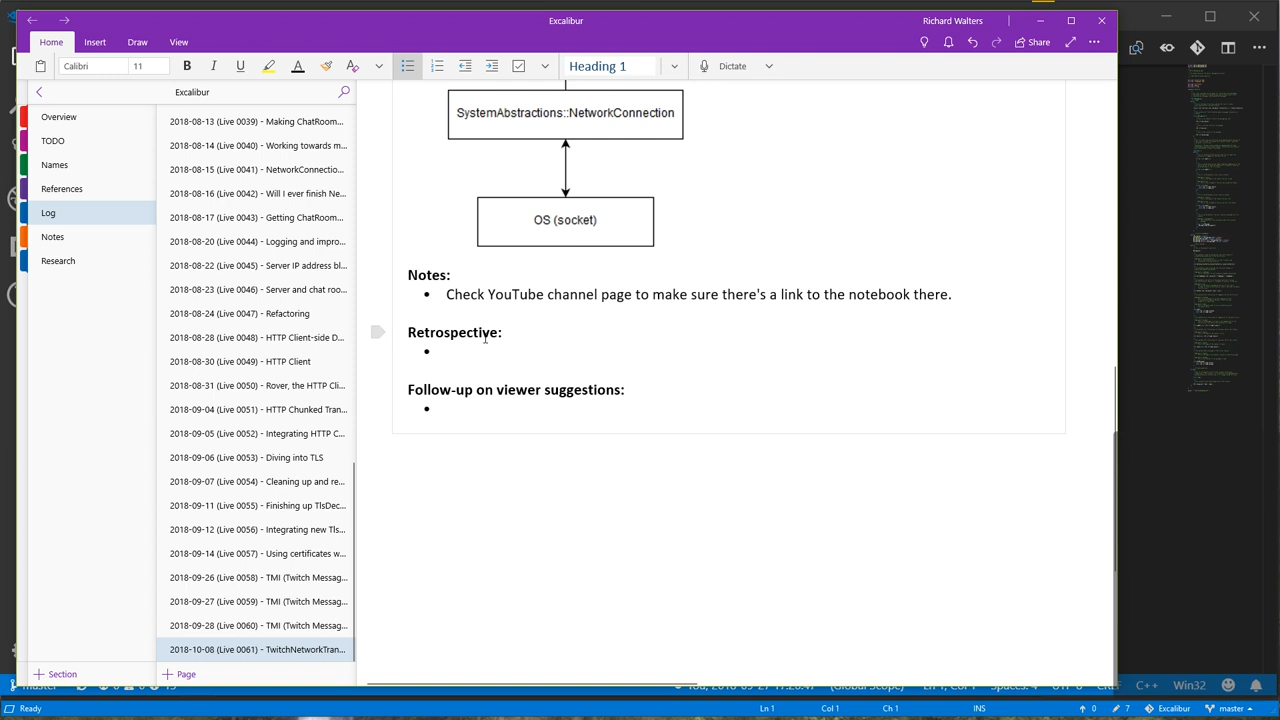 Excalibur
Richard Walters
Home
Insert
Draw
View
Share
Calibri
11
B
I
U
A
Heading 1
Dictate
Excalibur
Overview
TODO
Names
References
Log
Notes
Research
2018-08-13 (Live 0039) - Making ChatRoom...
2018-08-14 (Live 0040) - Working towards m...
2018-08-15 (Live 0041) - NetworkConnectio...
2018-08-16 (Live 0042) - Will I ever finish Ne...
2018-08-17 (Live 0043) - Getting ChatRoom...
2018-08-20 (Live 0044) - Logging and impro...
2018-08-22 (Live 0045) - Server IP address bl...
2018-08-23 (Live 0046) - Server and chat roo...
2018-08-24 (Live 0047) - Refactoring
2018-08-28 (Live 0048) - HTTP Client-side D...
2018-08-30 (Live 0049) - HTTP Client
2018-08-31 (Live 0050) - Rover, the HTTP Cli...
2018-09-04 (Live 0051) - HTTP Chunked Tran...
2018-09-05 (Live 0052) - Integrating HTTP C...
2018-09-06 (Live 0053) - Diving into TLS
2018-09-07 (Live 0054) - Cleaning up and re...
2018-09-11 (Live 0055) - Finishing up TlsDec...
2018-09-12 (Live 0056) - Integrating new Tls...
2018-09-14 (Live 0057) - Using certificates w...
2018-09-26 (Live 0058) - TMI (Twitch Messag...
2018-09-27 (Live 0059) - TMI (Twitch Messag...
2018-09-28 (Live 0060) - TMI (Twitch Messag...
2018-10-08 (Live 0061) - TwitchNetworkTran...
SystemAbstractions::NetworkConnection
OS (socket)
Notes:
• Check YouTube channel page to make sure there's a link to the notebook there.
Retrospective:
•
Follow-up on viewer suggestions:
•
+ Section
+ Page
C++
Win32
Ready
Ln 1
Col 1
Ch 1
INS
0
7
Excalibur
master